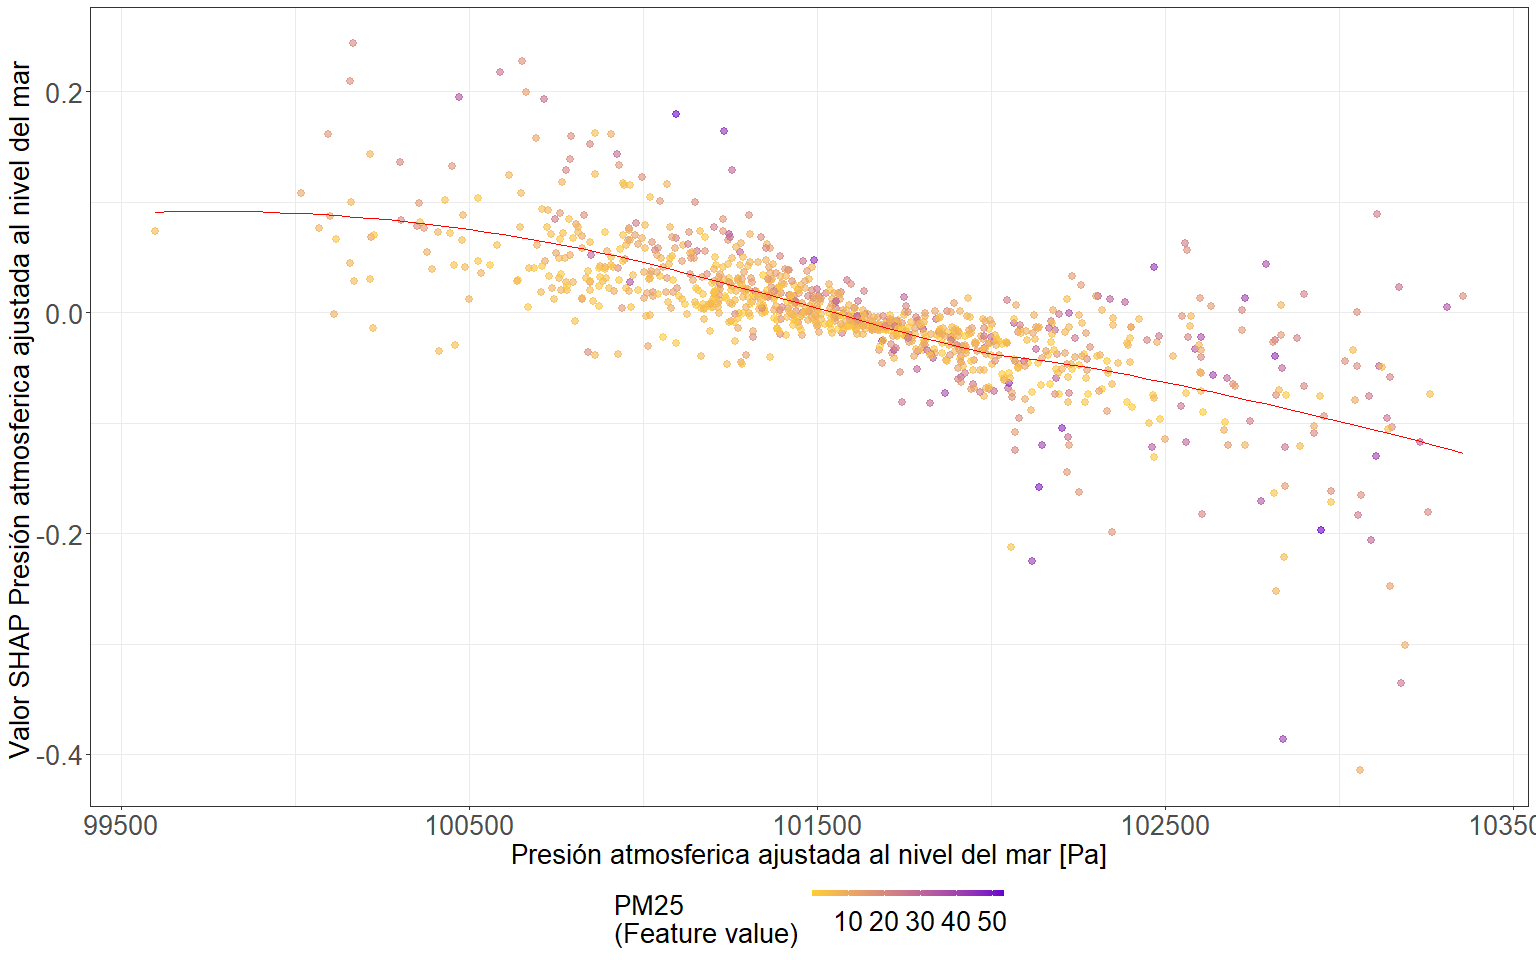 Valor SHAP Presión atmosferica ajustada al nivel del mar
0.2
0.0
-0.2
-0.4
99500 100500 101500 102500 10350
Presión atmosferica ajustada al nivel del mar [Pa]
PM25
(Feature value)
10 20 30 40 50